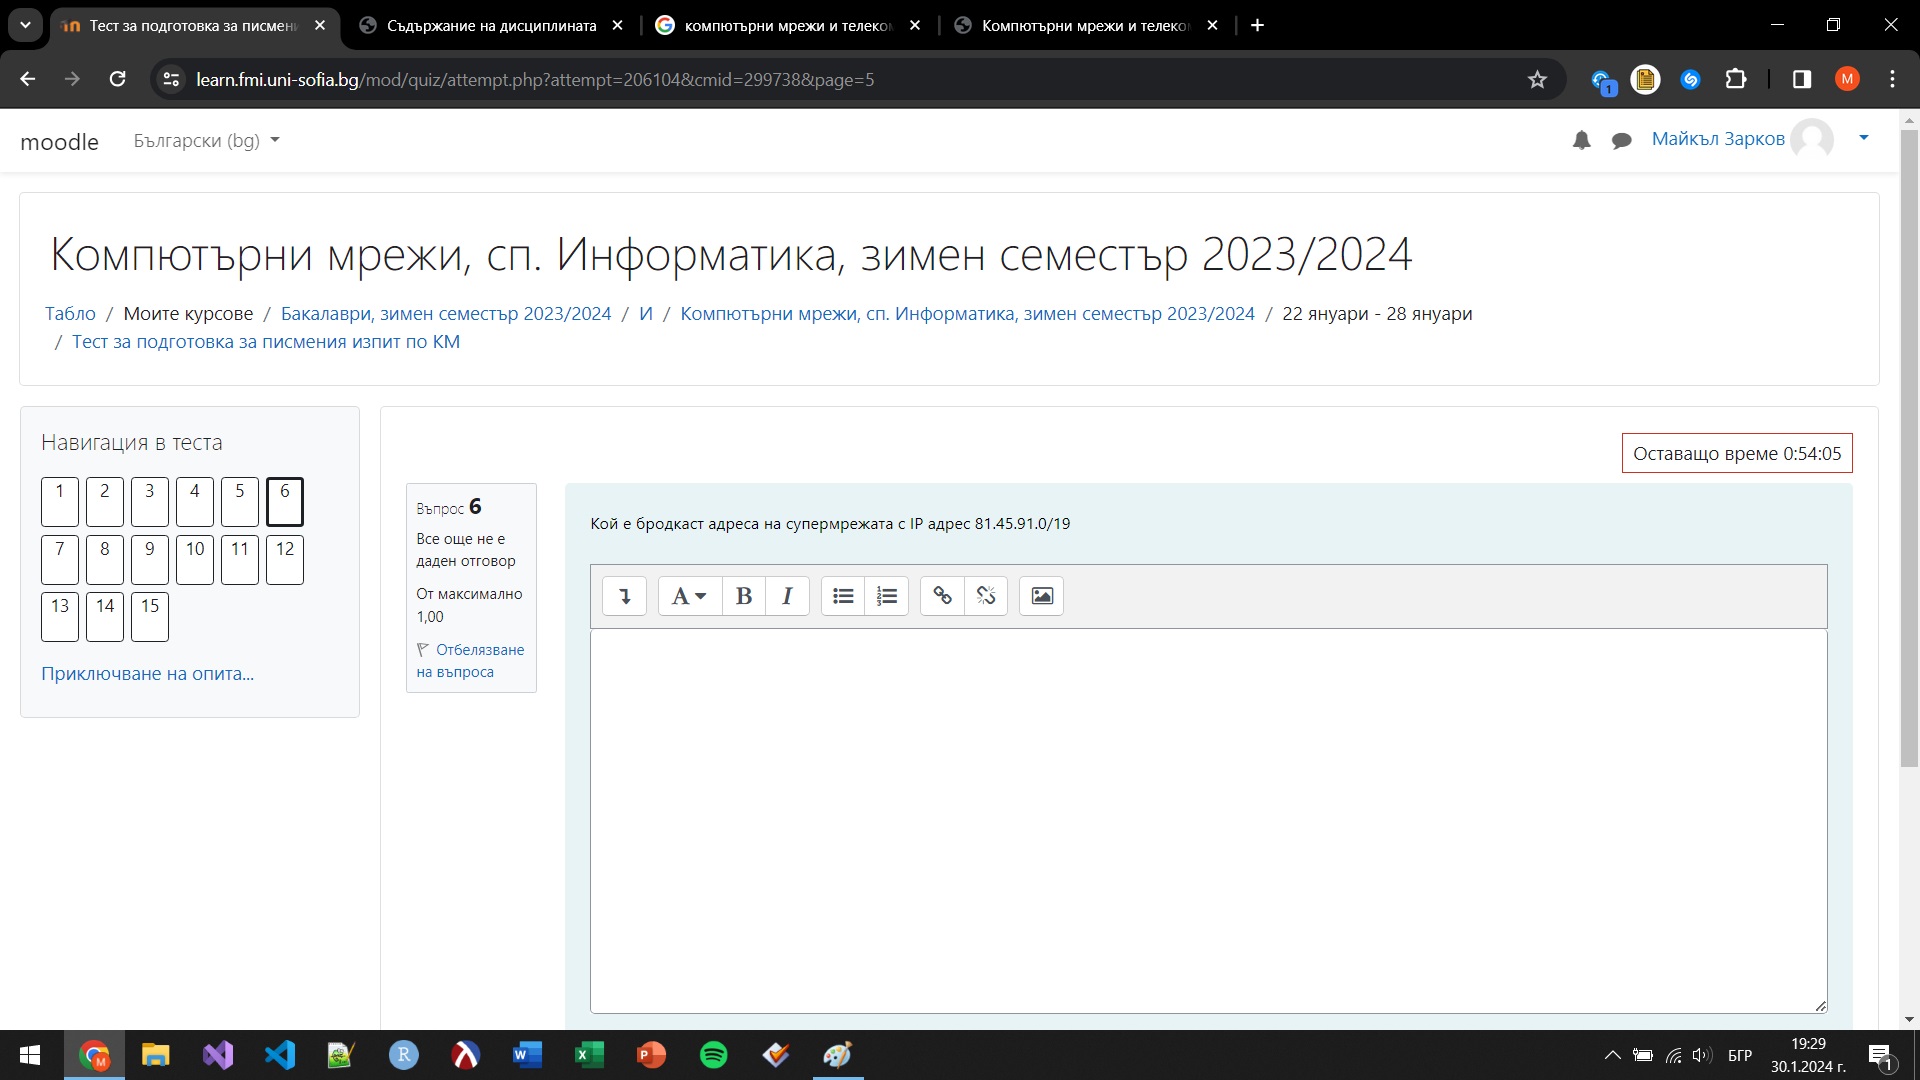 Тест за подготовка за писмен
Съдържание на дисциплината
компютърни мрежи и телеко
Компютърни мрежи и телеко
learn.fmi.uni-sofia.bg/mod/quiz/attempt.php?attempt=206104&cmid=299738&page=5
1
M
moodle
Български (bg)
Майкъл Зарков
Компютърни мрежи, сп. Информатика, зимен семестър 2023/2024
Табло / Моите курсове / Бакалаври, зимен семестър 2023/2024 / И / Компютърни мрежи, сп. Информатика, зимен семестър 2023/2024 / 22 януари - 28 януари
/ Тест за подготовка за писмения изпит по КМ
Навигация в теста
1 2 3 4 5 6
7 8 9 10 11 12
13 14 15
Приключване на опита...
Оставащо време 0:54:05
Въпрос 6
Все още не е
даден отговор
От максимално
1,00
Отбелязване
на въпроса
Кой е бродкаст адреса на супермрежата с IP адрес 81.45.91.0/19
A B I
БГР
19:29
30.1.2024 г.
1